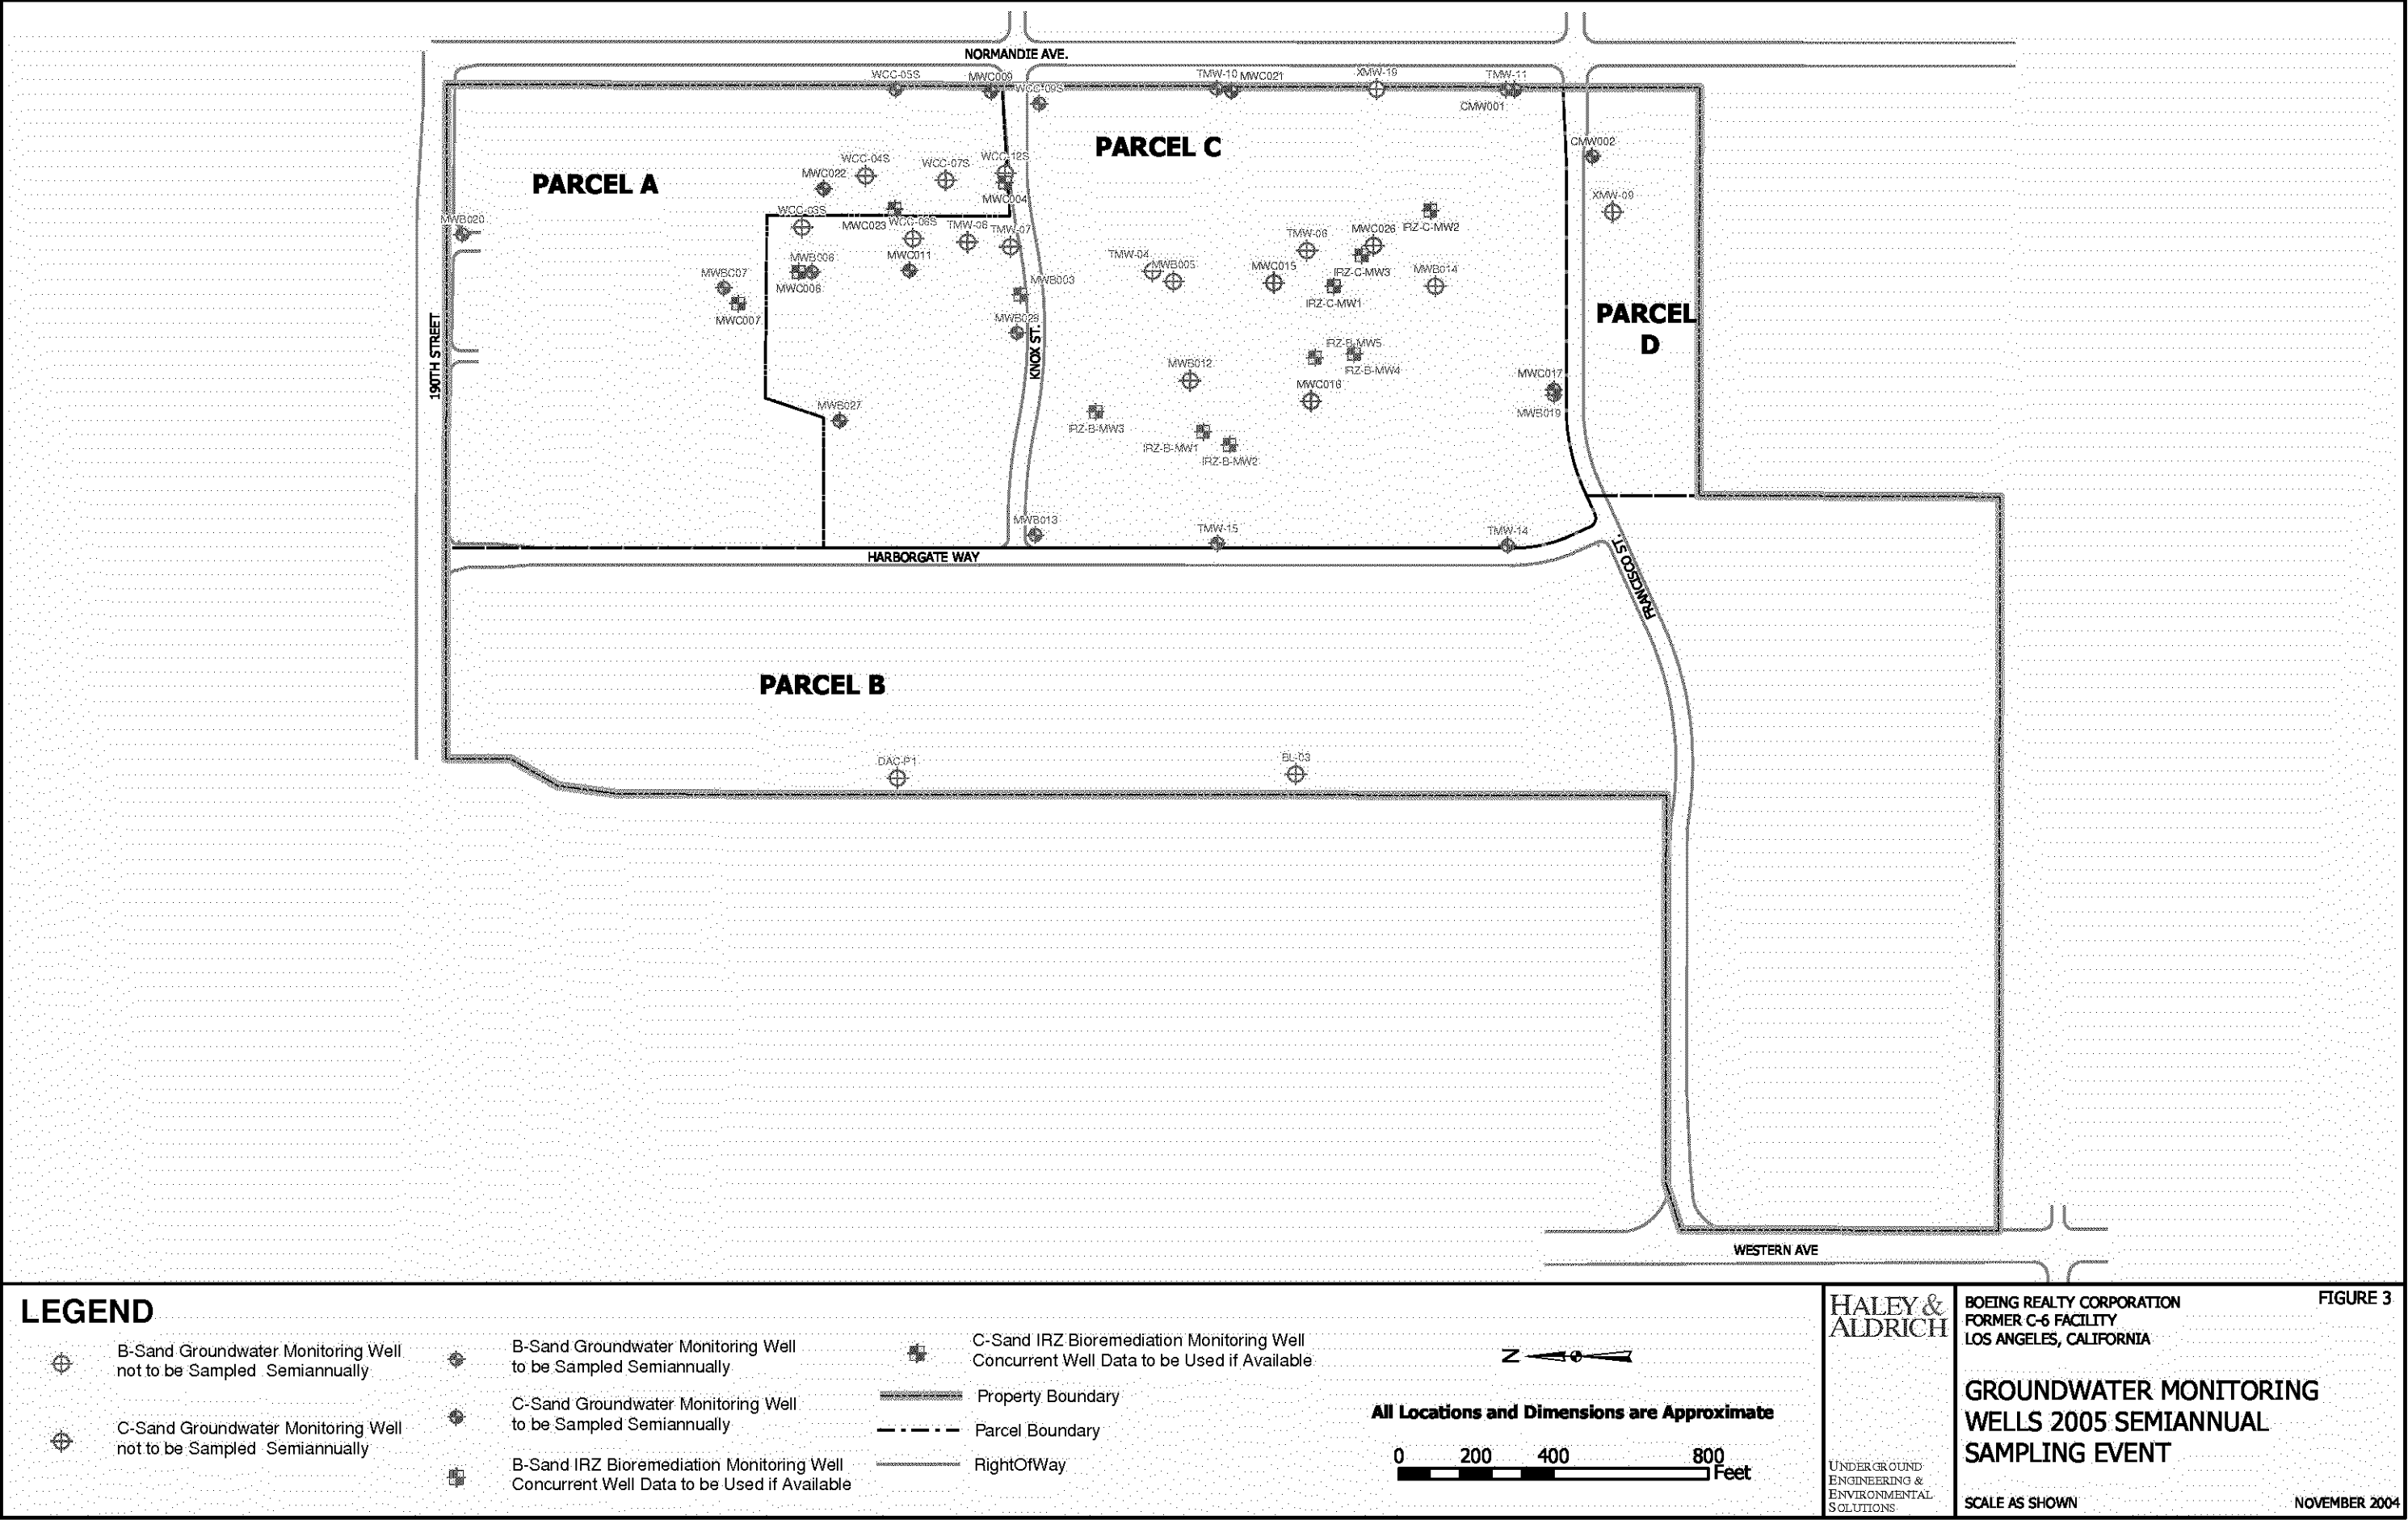 NORMANDIE AVE.
WCC-05S
MWC009
WCC-09S
TMW-10
MWC021
XMW-19
TMW-11
CMW001
PARCEL C
CMW002
PARCEL A
WCC-04S
WCC-07S
WCC-12S
MWC022
MWC004
XMW-09
WCC-03S
MWB020
MWC023
WCC-06S
TMW-07
TMW-06
MWC026
IRZ-C-MW2
MWC011
TMW-04
MWB005
MWC015
IRZ-C-MW3
MWB014
MWB003
IRZ-C-MW1
MWC007
PARCEL
D
190TH STREET
KNOX ST.
IRZ-B-MW5
IRZ-B-MW4
MWB012
MWC016
MWC017
MWB019
MWB027
IRZ-B-MW3
IRZ-B-MW1
IRZ-B-MW2
MWB013
TMW-15
TMW-14
HARBORGATE WAY
FRANCISCO ST.
PARCEL B
DAC-P1
BL-03
WESTERN AVE
LEGEND
B-Sand Groundwater Monitoring Well
not to be Sampled Semiannually
C-Sand Groundwater Monitoring Well
not to be Sampled Semiannually
B-Sand Groundwater Monitoring Well
to be Sampled Semiannually
C-Sand Groundwater Monitoring Well
to be Sampled Semiannually
B-Sand IRZ Bioremediation Monitoring Well
Concurrent Well Data to be Used if Available
C-Sand IRZ Bioremediation Monitoring Well
Concurrent Well Data to be Used if Available
Property Boundary
Parcel Boundary
RightOfWay
N
All Locations and Dimensions are Approximate
0 200 400 800
Feet
HALEY &
ALDRICH
UNDERGROUND
ENGINEERING &
ENVIRONMENTAL
SOLUTIONS
BOEING REALTY CORPORATION
FORMER C-6 FACILITY
LOS ANGELES, CALIFORNIA
FIGURE 3
GROUNDWATER MONITORING
WELLS 2005 SEMIANNUAL
SAMPLING EVENT
SCALE AS SHOWN
NOVEMBER 2004